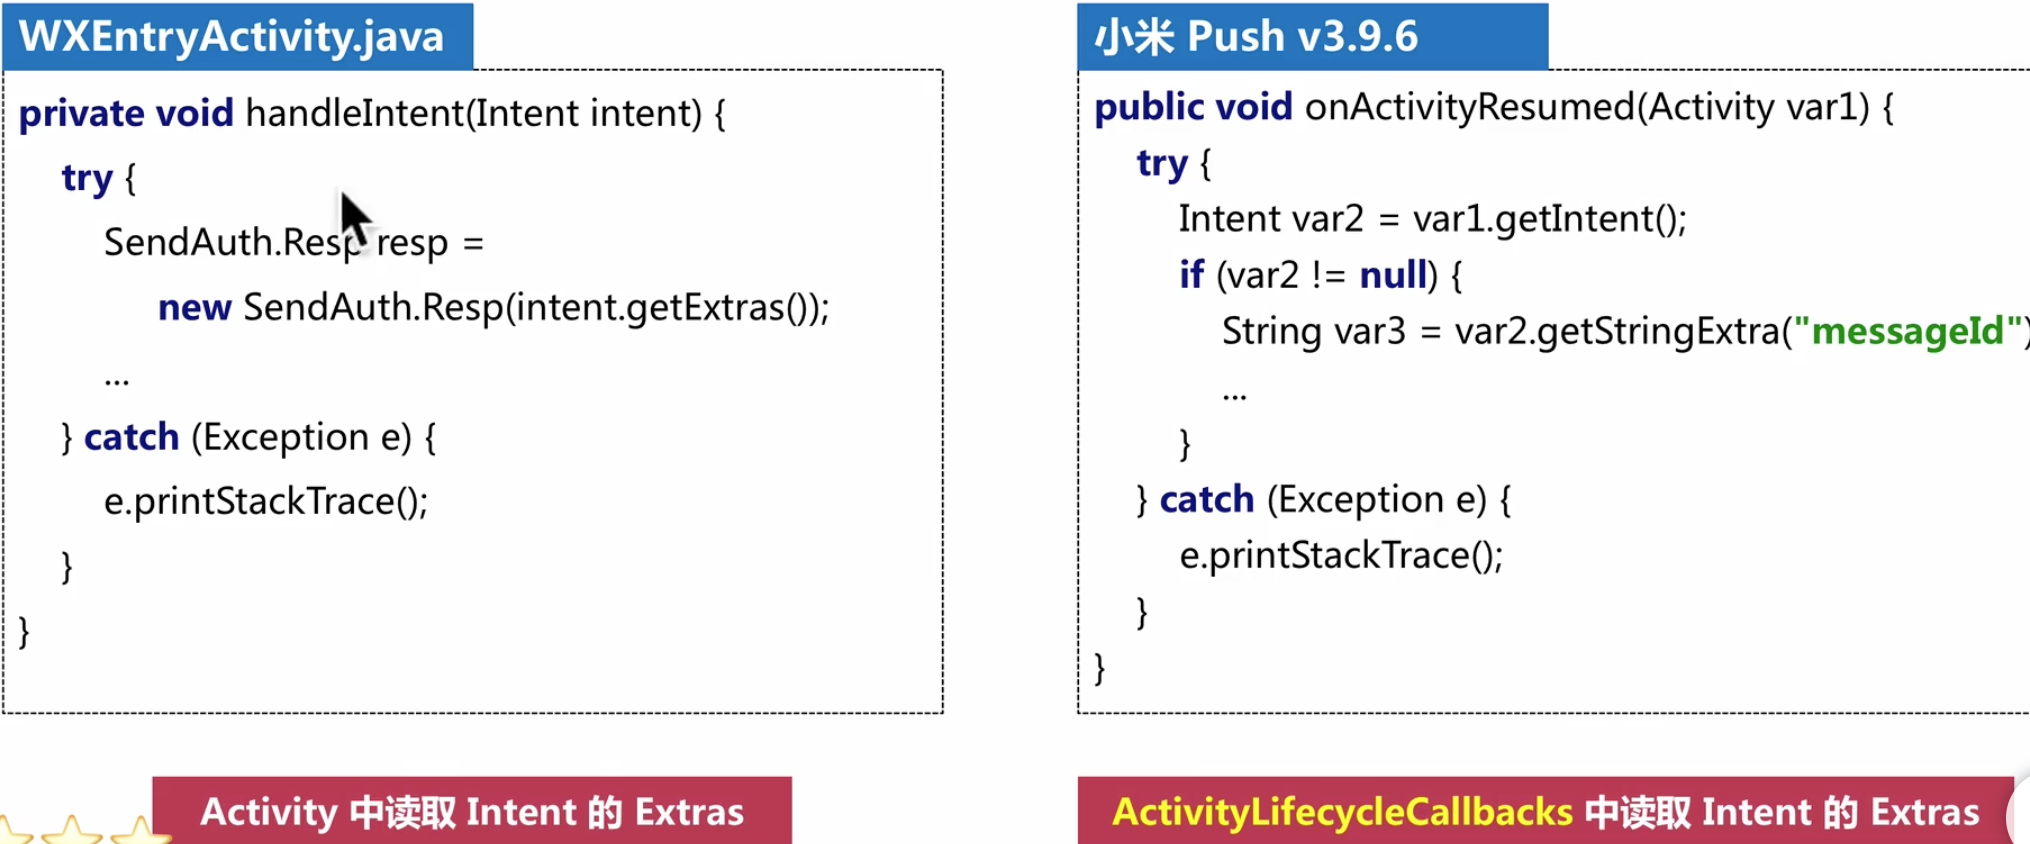 WXEntryActivity.java
private void handleIntent(Intent intent) {
try {
SendAuth.Resp resp =
new SendAuth.Resp(intent.getExtras());
...
} catch (Exception e) {
e.printStackTrace();
}
}
Activity 中读取 Intent 的 Extras
小米 Push v3.9.6
public void onActivityResumed(Activity var1) {
try {
Intent var2 = var1.getIntent();
if (var2 != null) {
String var3 = var2.getStringExtra("messageId")
...
}
} catch (Exception e) {
e.printStackTrace();
}
}
ActivityLifecycleCallbacks 中读取 Intent 的 Extras